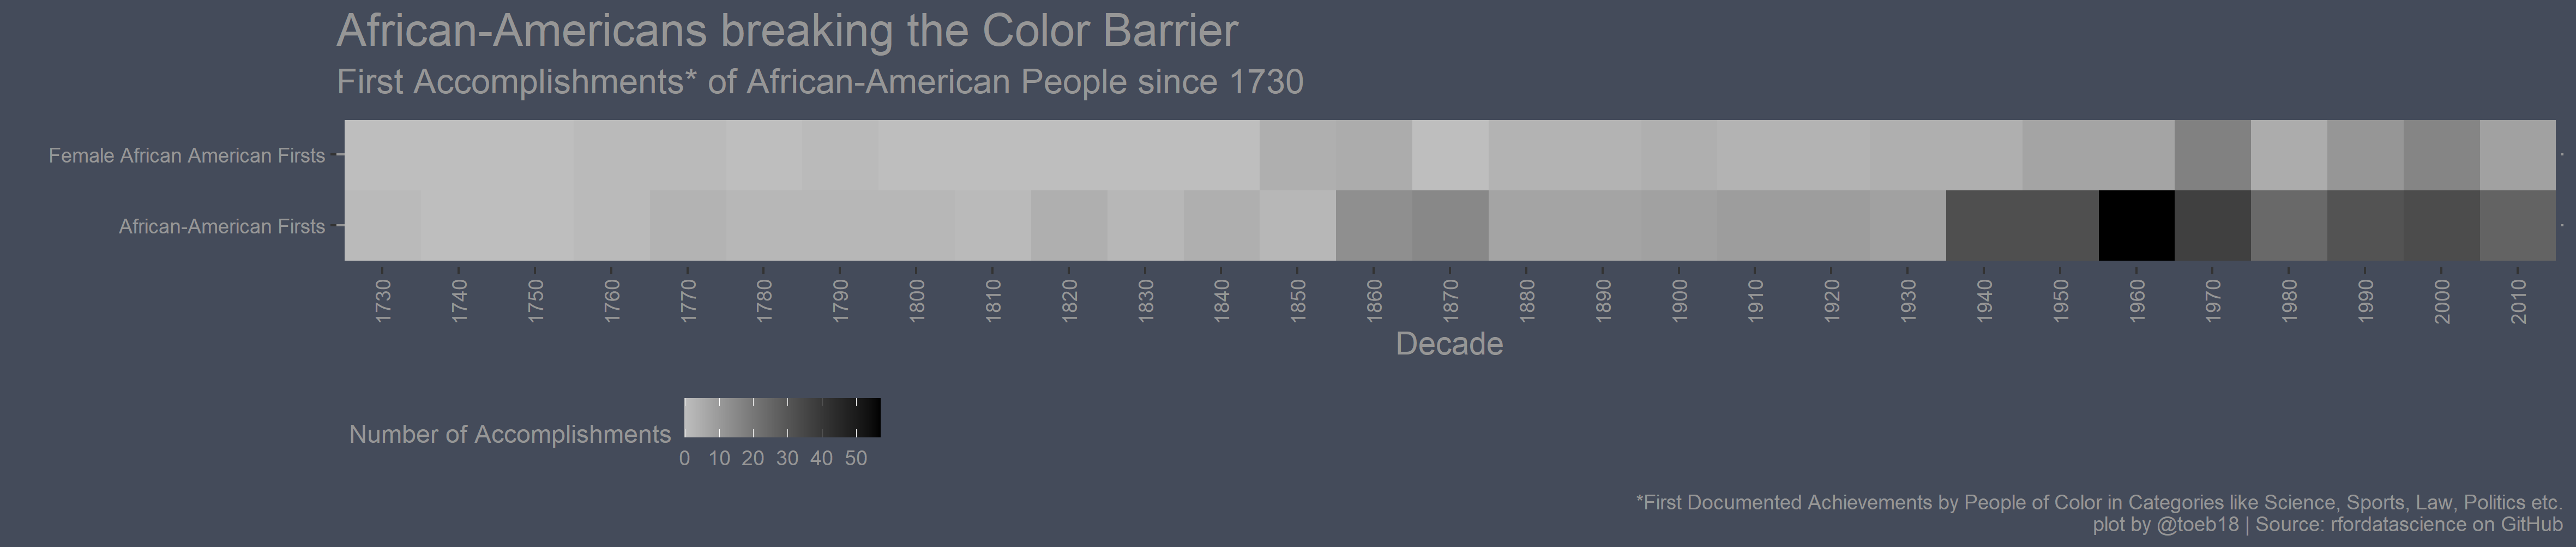 African-Americans breaking the Color Barrier
First Accomplishments* of African-American People since 1730
Female African American Firsts
African-American Firsts
1730 1740 1750 1760 1770 1780 1790 1800 1810 1820 1830 1840 1850 1860 1870 1880 1890 1900 1910 1920 1930 1940 1950 1960 1970 1980 1990 2000 2010
Decade
Number of Accomplishments
0 10 20 30 40 50
*First Documented Achievements by People of Color in Categories like Science, Sports, Law, Politics etc.
plot by @toeb18 | Source: rfordatascience on GitHub